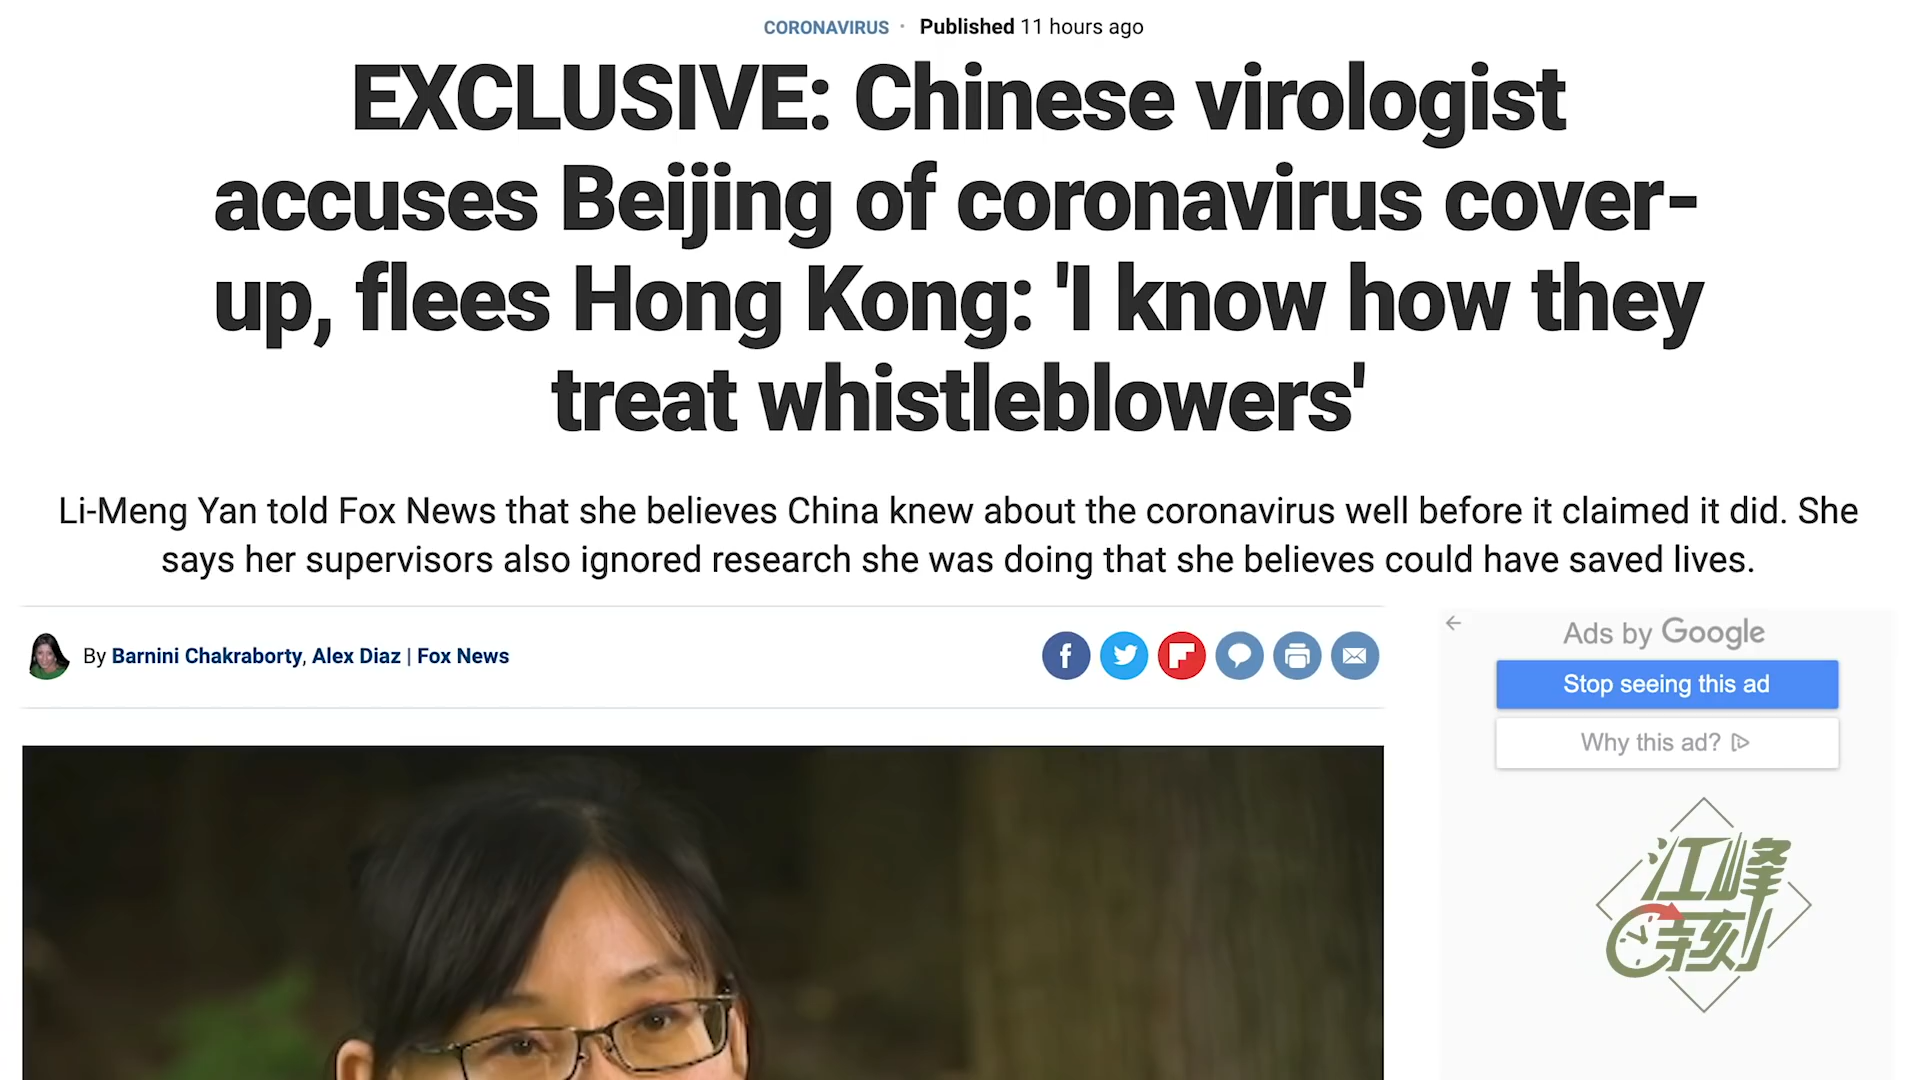 CORONAVIRUS · Published 11 hours ago
EXCLUSIVE: Chinese virologist
accuses Beijing of coronavirus cover-
up, flees Hong Kong: 'I know how they
treat whistleblowers'
Li-Meng Yan told Fox News that she believes China knew about the coronavirus well before it claimed it did. She
says her supervisors also ignored research she was doing that she believes could have saved lives.
By Barnini Chakraborty, Alex Diaz | Fox News
Ads by Google
Stop seeing this ad
Why this ad?
江峰
时刻